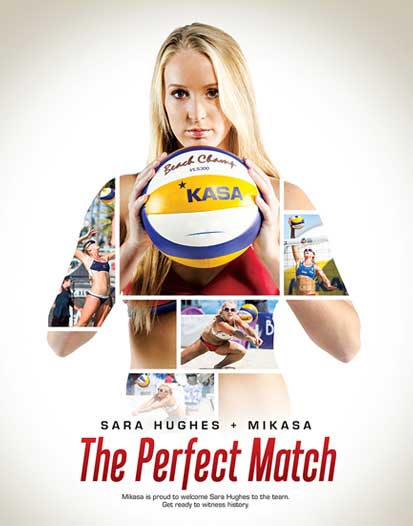 Beach Champ
VLS300
KASA
SARA HUGHES + MIKASA
The Perfect Match
Mikasa is proud to welcome Sara Hughes to the team.
Get ready to witness history.